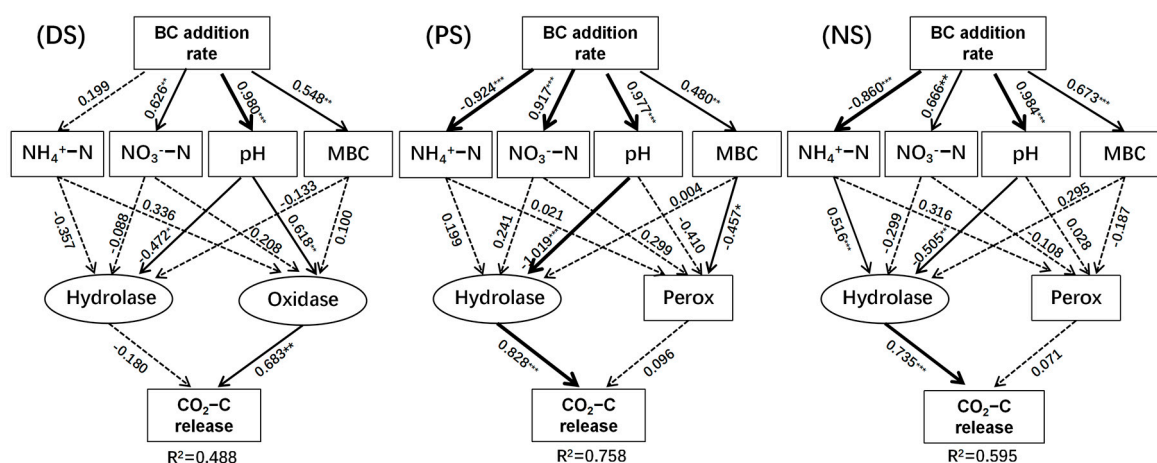 (DS)
BC addition
rate
0.199
0.626**
0.980***
0.548**
NH₄⁺−N
NO₃⁻−N
pH
MBC
-0.357
-0.088
0.336
-0.472*
-0.208
-0.133
0.618**
0.100
Hydrolase
Oxidase
-0.180
0.683**
CO₂−C
release
R²=0.488
(PS)
BC addition
rate
-0.924***
0.917***
0.977***
0.480**
NH₄⁺−N
NO₃⁻−N
pH
MBC
0.199
0.241
0.021
-1.019***
0.299
-0.410
0.004
-0.457*
Hydrolase
Perox
0.828***
0.096
CO₂−C
release
R²=0.758
(NS)
BC addition
rate
-0.860***
0.666**
0.984***
0.673***
NH₄⁺−N
NO₃⁻−N
pH
MBC
0.516***
-0.299
0.316
-0.505**
-0.108
0.028
0.295
-0.187
Hydrolase
Perox
0.735***
0.071
CO₂−C
release
R²=0.595